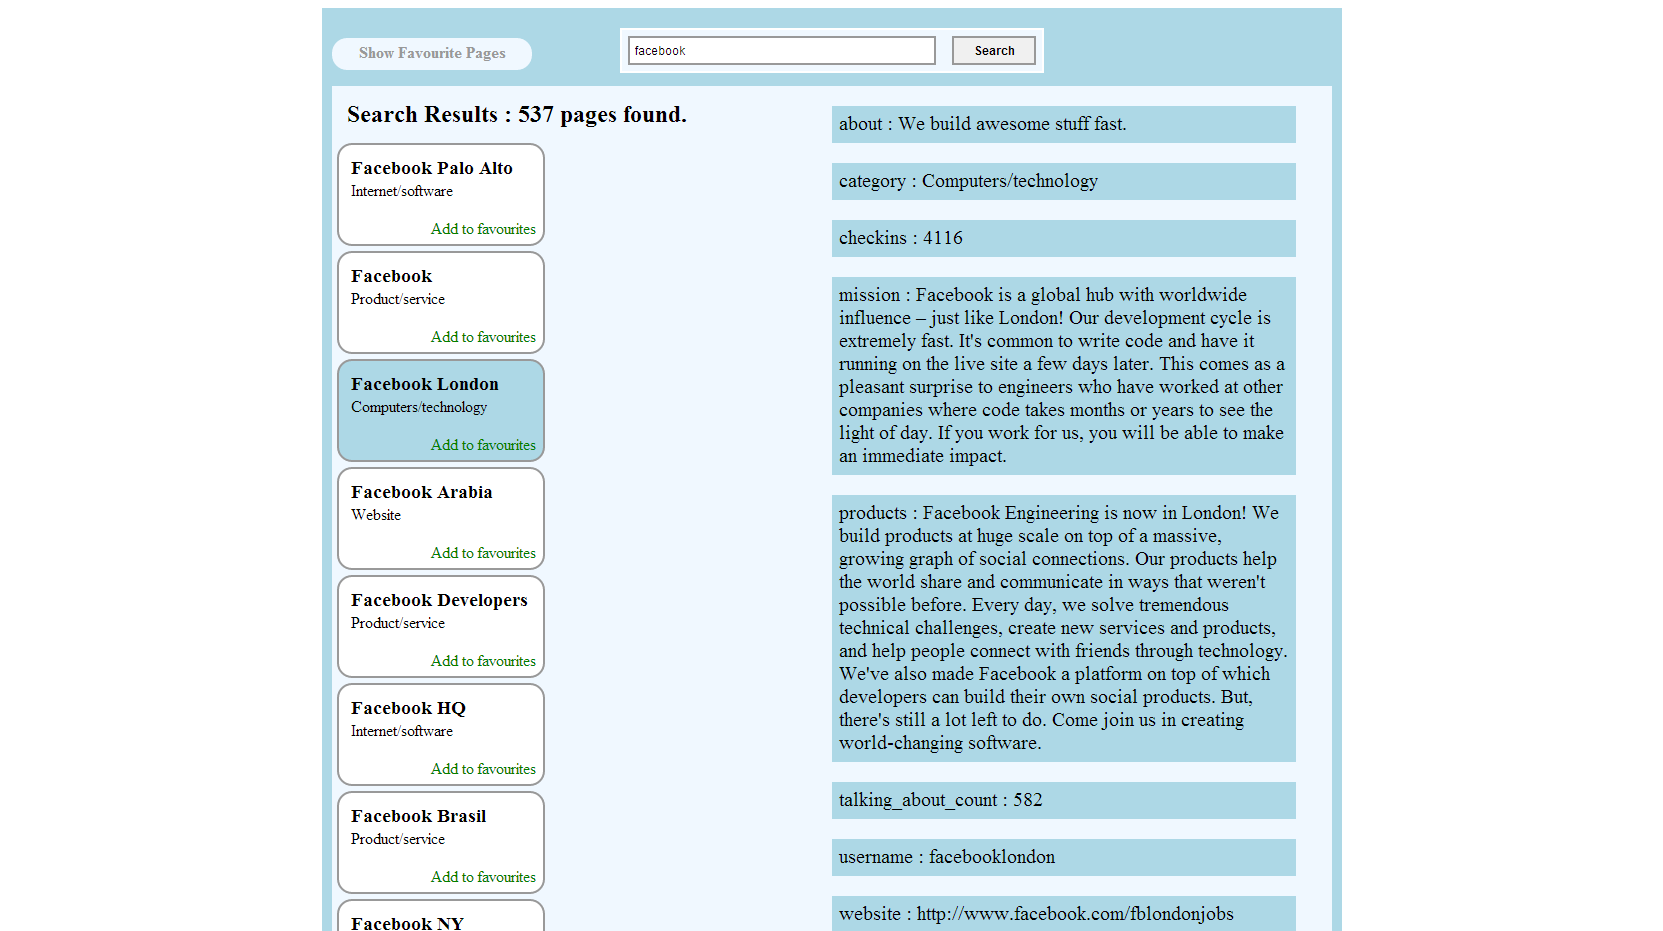 Show Favourite Pages
facebook
Search
Search Results : 537 pages found.
Facebook Palo Alto
Internet/software
Add to favourites
Facebook
Product/service
Add to favourites
Facebook London
Computers/technology
Add to favourites
Facebook Arabia
Website
Add to favourites
Facebook Developers
Product/service
Add to favourites
Facebook HQ
Internet/software
Add to favourites
Facebook Brasil
Product/service
Add to favourites
Facebook NY
about : We build awesome stuff fast.
category : Computers/technology
checkins : 4116
mission : Facebook is a global hub with worldwide
influence – just like London! Our development cycle is
extremely fast. It's common to write code and have it
running on the live site a few days later. This comes as a
pleasant surprise to engineers who have worked at other
companies where code takes months or years to see the
light of day. If you work for us, you will be able to make
an immediate impact.
products : Facebook Engineering is now in London! We
build products at huge scale on top of a massive,
growing graph of social connections. Our products help
the world share and communicate in ways that weren't
possible before. Every day, we solve tremendous
technical challenges, create new services and products,
and help people connect with friends through technology.
We've also made Facebook a platform on top of which
developers can build their own social products. But,
there's still a lot left to do. Come join us in creating
world-changing software.
talking_about_count : 582
username : facebooklondon
website : http://www.facebook.com/fblondonjobs